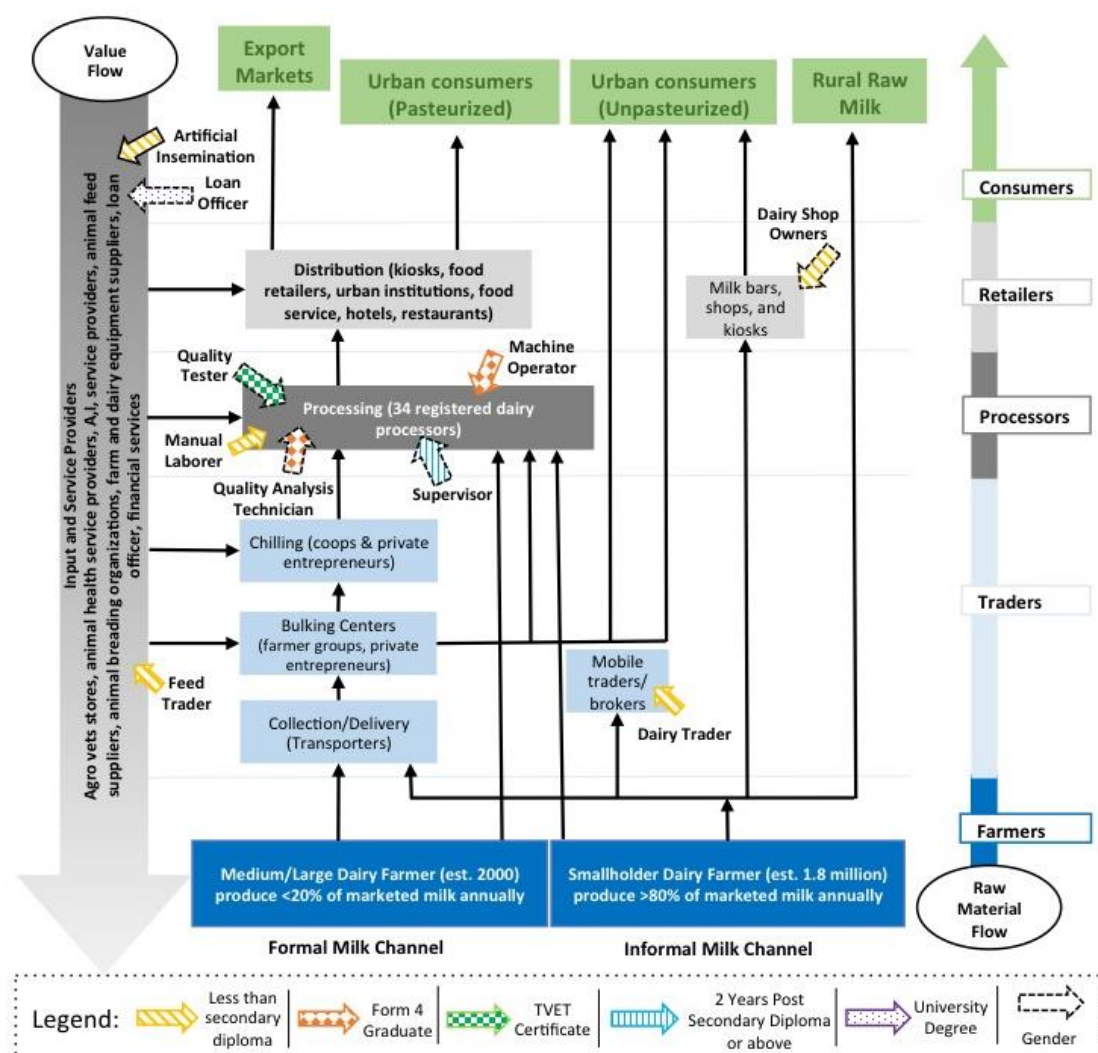 Value
Flow
Export
Markets
Urban consumers
(Pasteurized)
Urban consumers
(Unpasteurized)
Rural Raw
Milk
Artificial
Insemination
Loan
Officer
Consumers
Dairy Shop
Owners
Distribution (kiosks, food
retailers, urban institutions, food
service, hotels, restaurants)
Milk bars,
shops, and
kiosks
Retailers
Quality
Tester
Machine
Operator
Processing (34 registered dairy
processors)
Processors
Manual
Laborer
Quality Analysis
Technician
Supervisor
Input and Service Providers
Agro vets stores, animal health service providers, A,I, service providers, animal feed
suppliers, animal breading organizations, farm and dairy equipment suppliers, loan
officer, financial services
Chilling (coops & private
entrepreneurs)
Traders
Bulking Centers
(farmer groups, private
entrepreneurs)
Mobile
traders/
brokers
Feed
Trader
Dairy Trader
Collection/Delivery
(Transporters)
Farmers
Medium/Large Dairy Farmer (est. 2000)
produce <20% of marketed milk annually
Smallholder Dairy Farmer (est. 1.8 million)
produce >80% of marketed milk annually
Raw
Material
Flow
Formal Milk Channel
Informal Milk Channel
Legend:
Less than
secondary
diploma
Form 4
Graduate
TVET
Certificate
2 Years Post
Secondary Diploma
or above
University
Degree
Gender